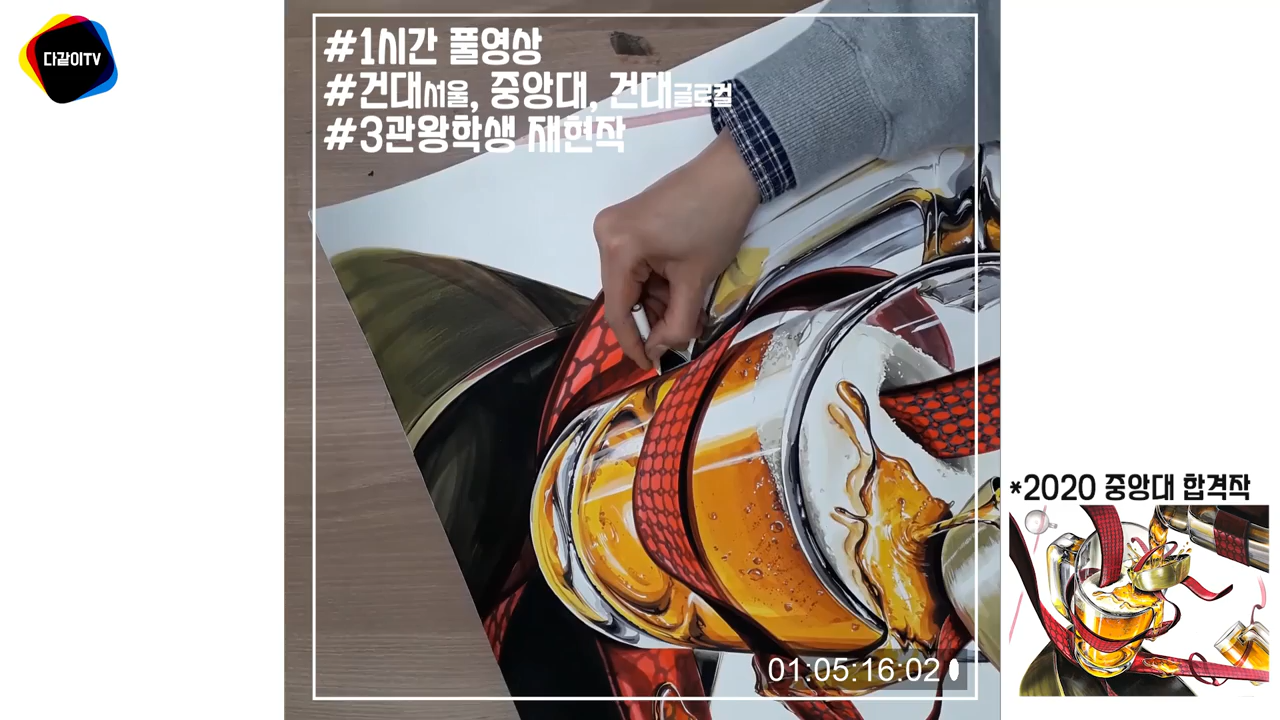 다같이TV
#1시간 풀영상
#건대서울, 중앙대, 건대글로컬
#3관왕학생 재현작
*2020 중앙대 합격작
01:05:16:02